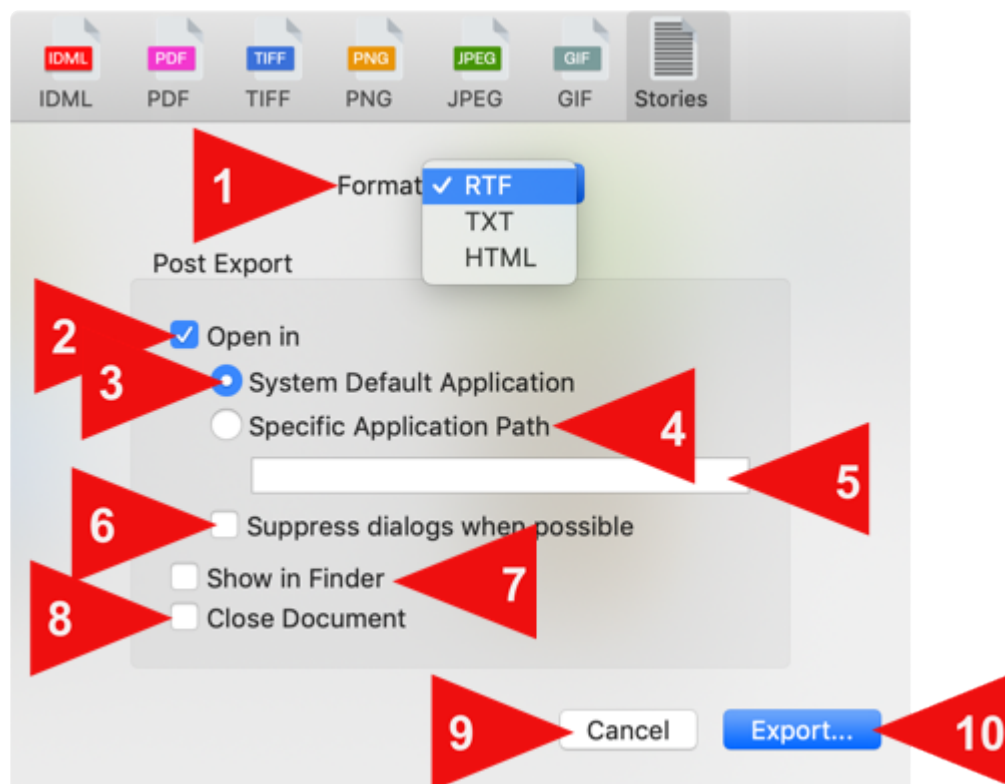 IDML PDF TIFF PNG JPEG GIF
IDML PDF TIFF PNG JPEG GIF Stories
1 Format ✓ RTF
TXT
HTML
Post Export
2 Open in
3 System Default Application
Specific Application Path 4
5
6 Suppress dialogs when possible
Show in Finder 7
8 Close Document
9 Cancel Export... 10